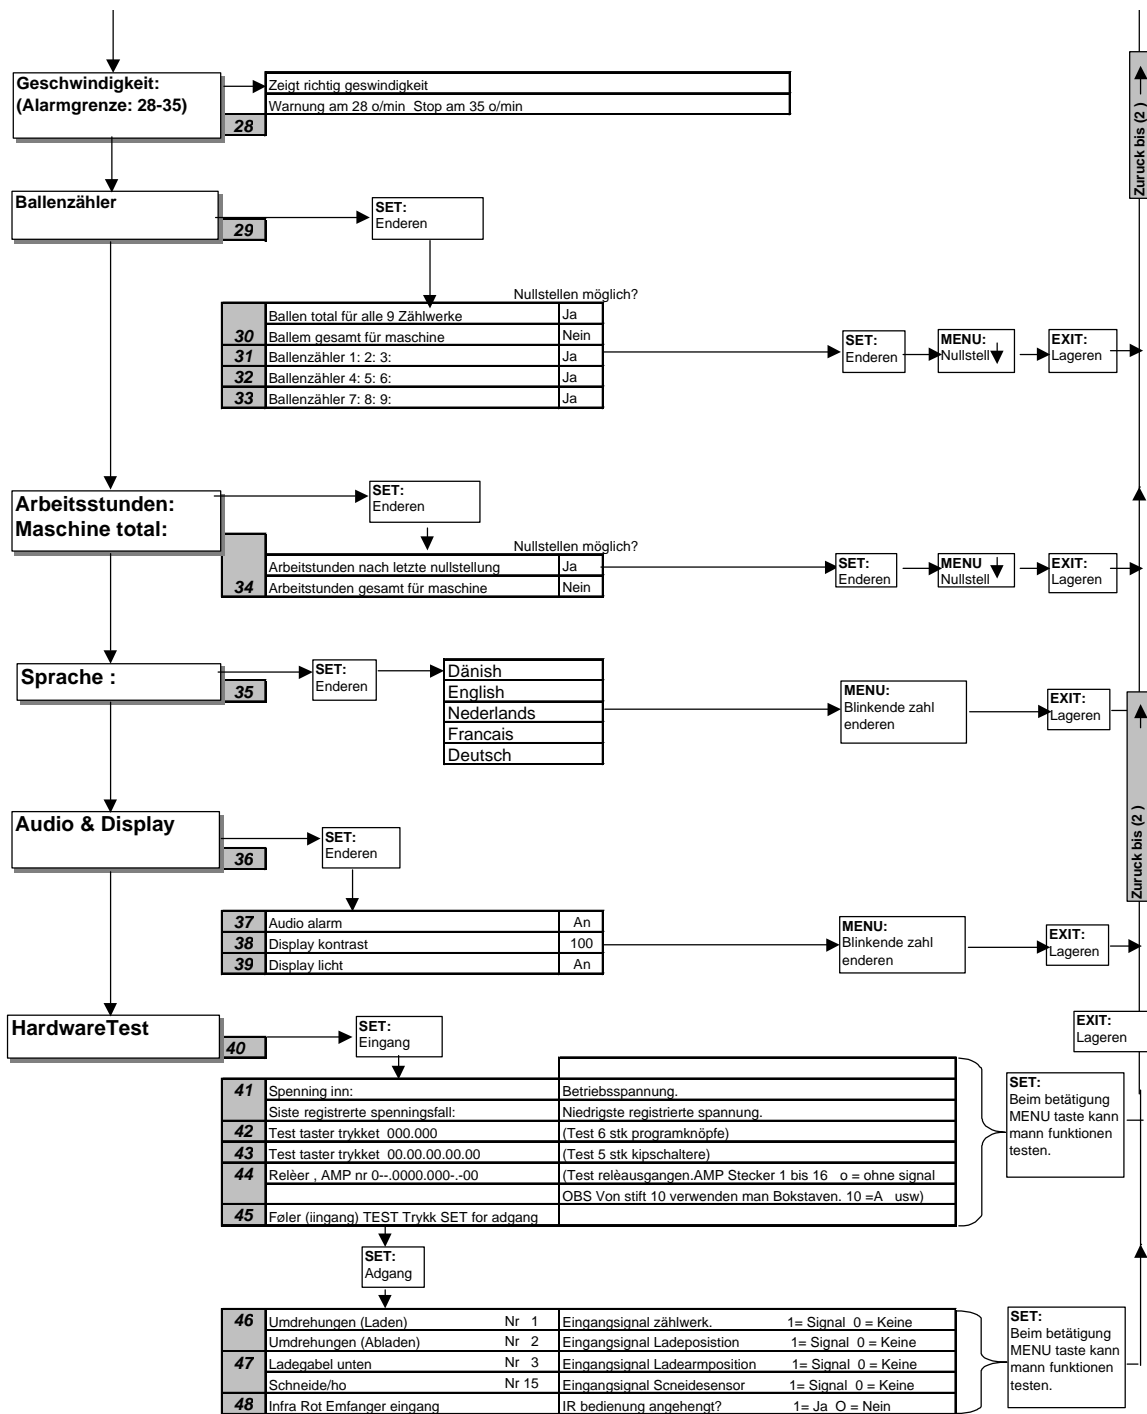 Geschwindigkeit:
(Alarmgrenze: 28-35)
28
Zeigt richtig geswindigkeit
Warnung am 28 o/min  Stop am 35 o/min
Zuruck bis (2 )
Ballenzähler
29
SET:
Enderen
Nullstellen möglich?
Ballen total für alle 9 Zählwerke Ja
30 Ballem gesamt für maschine Nein
31 Ballenzähler 1: 2: 3: Ja
32 Ballenzähler 4: 5: 6: Ja
33 Ballenzähler 7: 8: 9: Ja
SET:
Enderen
MENU:
Nullstell
EXIT:
Lageren
Arbeitsstunden:
Maschine total:
SET:
Enderen
Nullstellen möglich?
Arbeitstunden nach letzte nullstellung Ja
34 Arbeitstunden gesamt für maschine Nein
SET:
Enderen
MENU
Nullstell
EXIT:
Lageren
Sprache :
35
SET:
Enderen
Dänish
English
Nederlands
Francais
Deutsch
MENU:
Blinkende zahl
enderen
EXIT:
Lageren
Zuruck bis (2 )
Audio & Display
36
SET:
Enderen
37 Audio alarm An
38 Display kontrast 100
39 Display licht An
MENU:
Blinkende zahl
enderen
EXIT:
Lageren
HardwareTest
40
SET:
Eingang
EXIT:
Lageren
41 Spenning inn: Betriebsspannung.
Siste registrerte spenningsfall: Niedrigste registrierte spannung.
42 Test taster trykket  000.000 (Test 6 stk programknöpfe)
43 Test taster trykket  00.00.00.00.00 (Test 5 stk kipschaltere)
44 Relèer , AMP nr 0--.0000.000-.-00 (Test relèausgangen.AMP Stecker 1 bis 16   o = ohne signal
OBS Von stift 10 verwenden man Bokstaven. 10 =A   usw)
45 Føler (iingang) TEST Trykk SET for adgang
SET:
Beim betätigung
MENU taste kann
mann funktionen
testen.
SET:
Adgang
46 Umdrehungen (Laden) Nr   1 Eingangsignal zählwerk. 1= Signal  0 = Keine
Umdrehungen (Abladen) Nr   2 Eingangsignal Ladeposition 1= Signal  0 = Keine
47 Ladegabel unten Nr   3 Eingangsignal Ladearmposition 1= Signal  0 = Keine
Schneide/ho Nr 15 Eingangsignal Scneidesensor 1= Signal  0 = Keine
48 Infra Rot Emfanger eingang IR bedienung angehengt? 1= Ja  O = Nein
SET:
Beim betätigung
MENU taste kann
mann funktionen
testen.